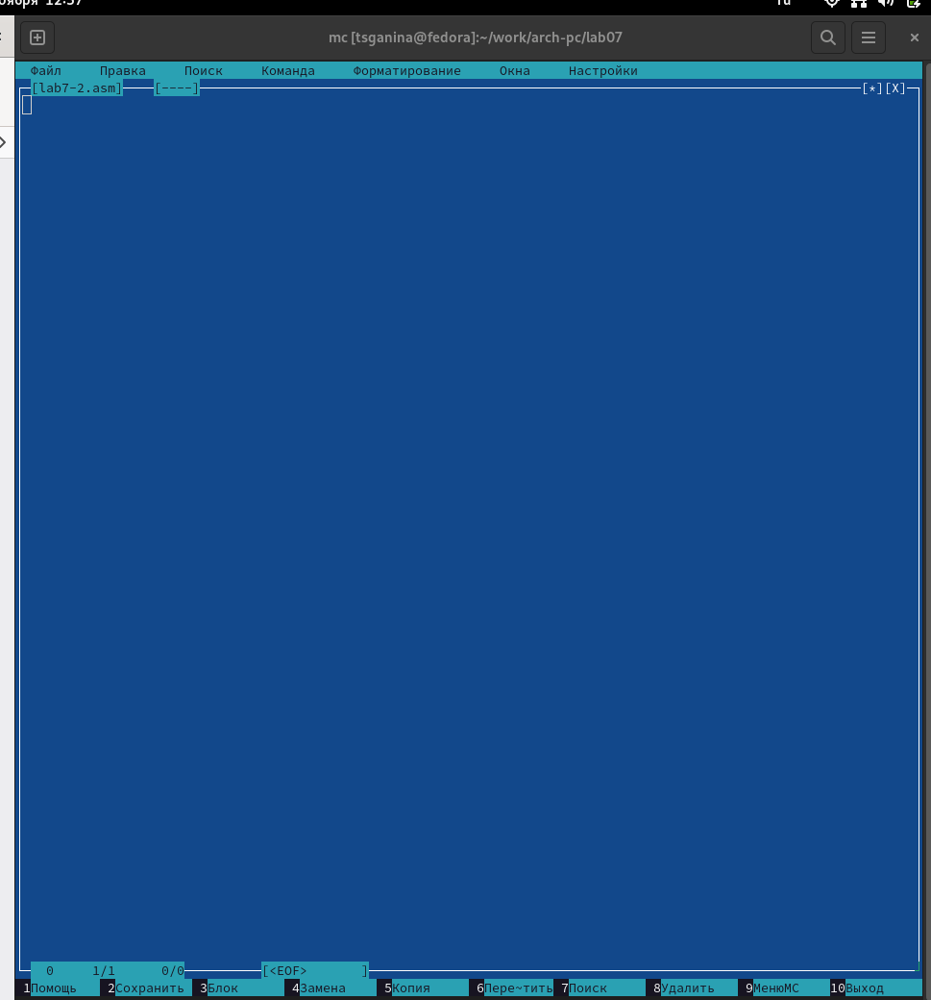 12:57
ru
mc [tsganina@fedora]:~/work/arch-pc/lab07
Файл Правка Поиск Команда Форматирование Окна Настройки
[lab7-2.asm] [----] [*][X]
0 1/1 0/0 [<EOF> ]
1Помощь 2Сохранить 3Блок 4Замена 5Копия 6Пере~тить 7Поиск 8Удалить 9МенюMC 10Выход